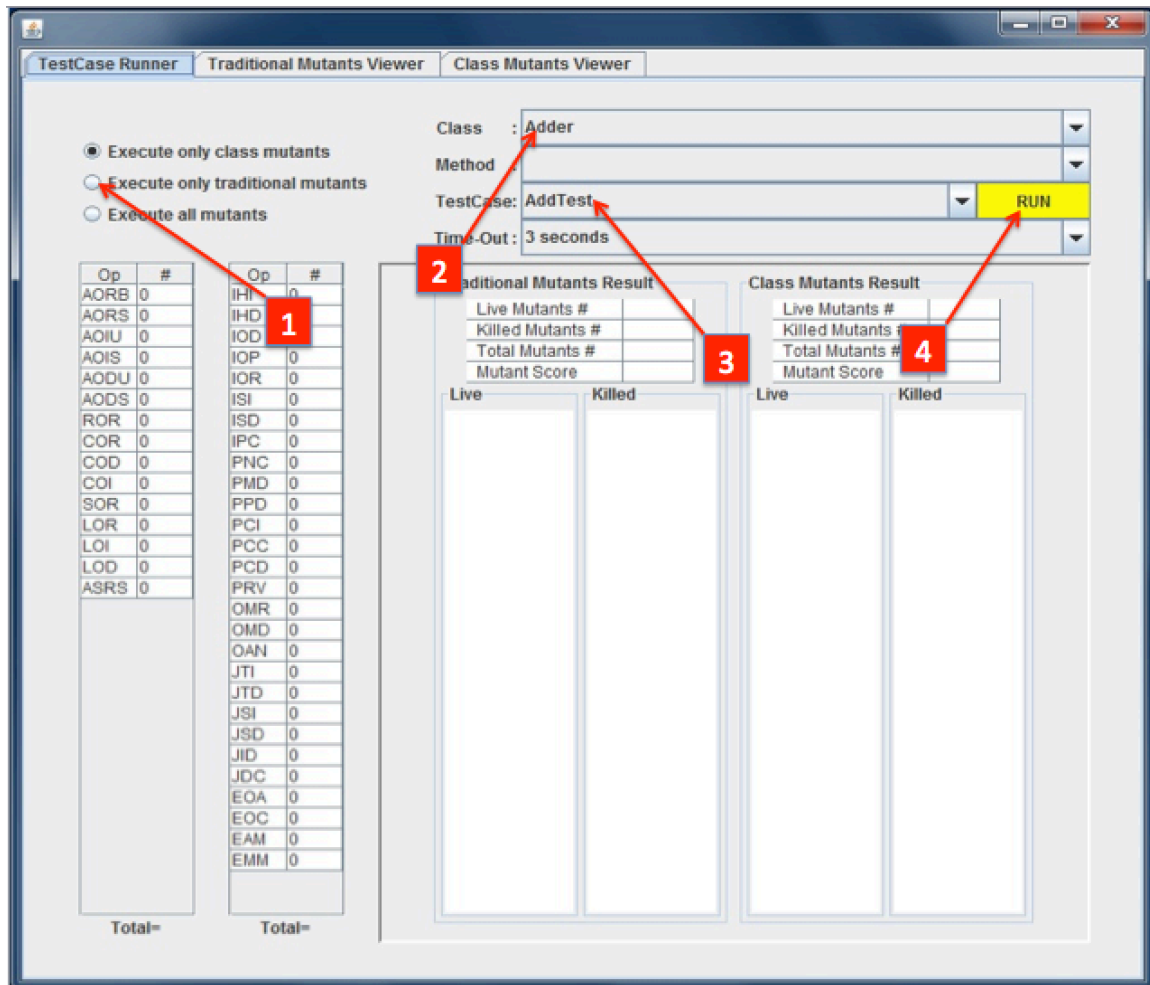 TestCase Runner Traditional Mutants Viewer Class Mutants Viewer
Execute only class mutants
Execute only traditional mutants
Execute all mutants
Class : Adder
Method :
TestCase: AddTest RUN
Time-Out : 3 seconds
1
2
3
4
Op #
AORB 0
AORS 0
AOIU 0
AOIS 0
AODU 0
AODS 0
ROR 0
COR 0
COD 0
COI 0
SOR 0
LOR 0
LOI 0
LOD 0
ASRS 0
Total=
Op #
IHI 0
IHD
IOD
IOP 0
IOR 0
ISI 0
ISD 0
IPC 0
PNC 0
PMD 0
PPD 0
PCI 0
PCC 0
PCD 0
PRV 0
OMR 0
OMD 0
OAN 0
JTI 0
JTD 0
JSI 0
JSD 0
JID 0
JDC 0
EOA 0
EOC 0
EAM 0
EMM 0
Total=
aditional Mutants Result
Live Mutants #
Killed Mutants #
Total Mutants #
Mutant Score
Live Killed
Class Mutants Result
Live Mutants #
Killed Mutants #
Total Mutants #
Mutant Score
Live Killed